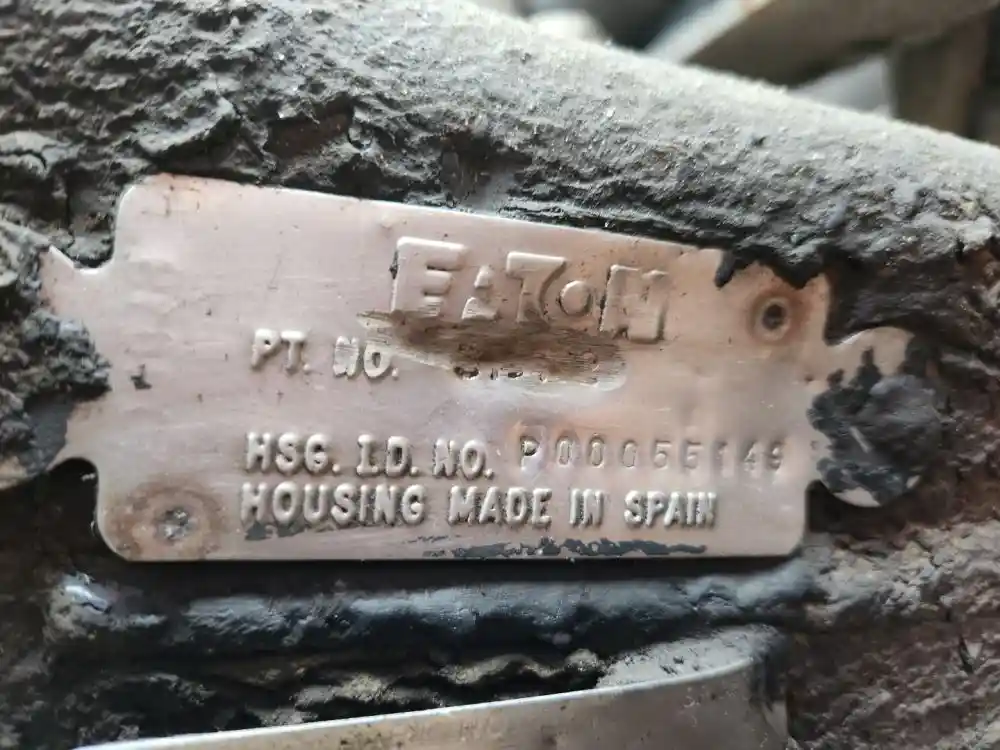 EATON
PT. NO.
HSG. I.D. NO. P00055149
HOUSING MADE IN SPAIN